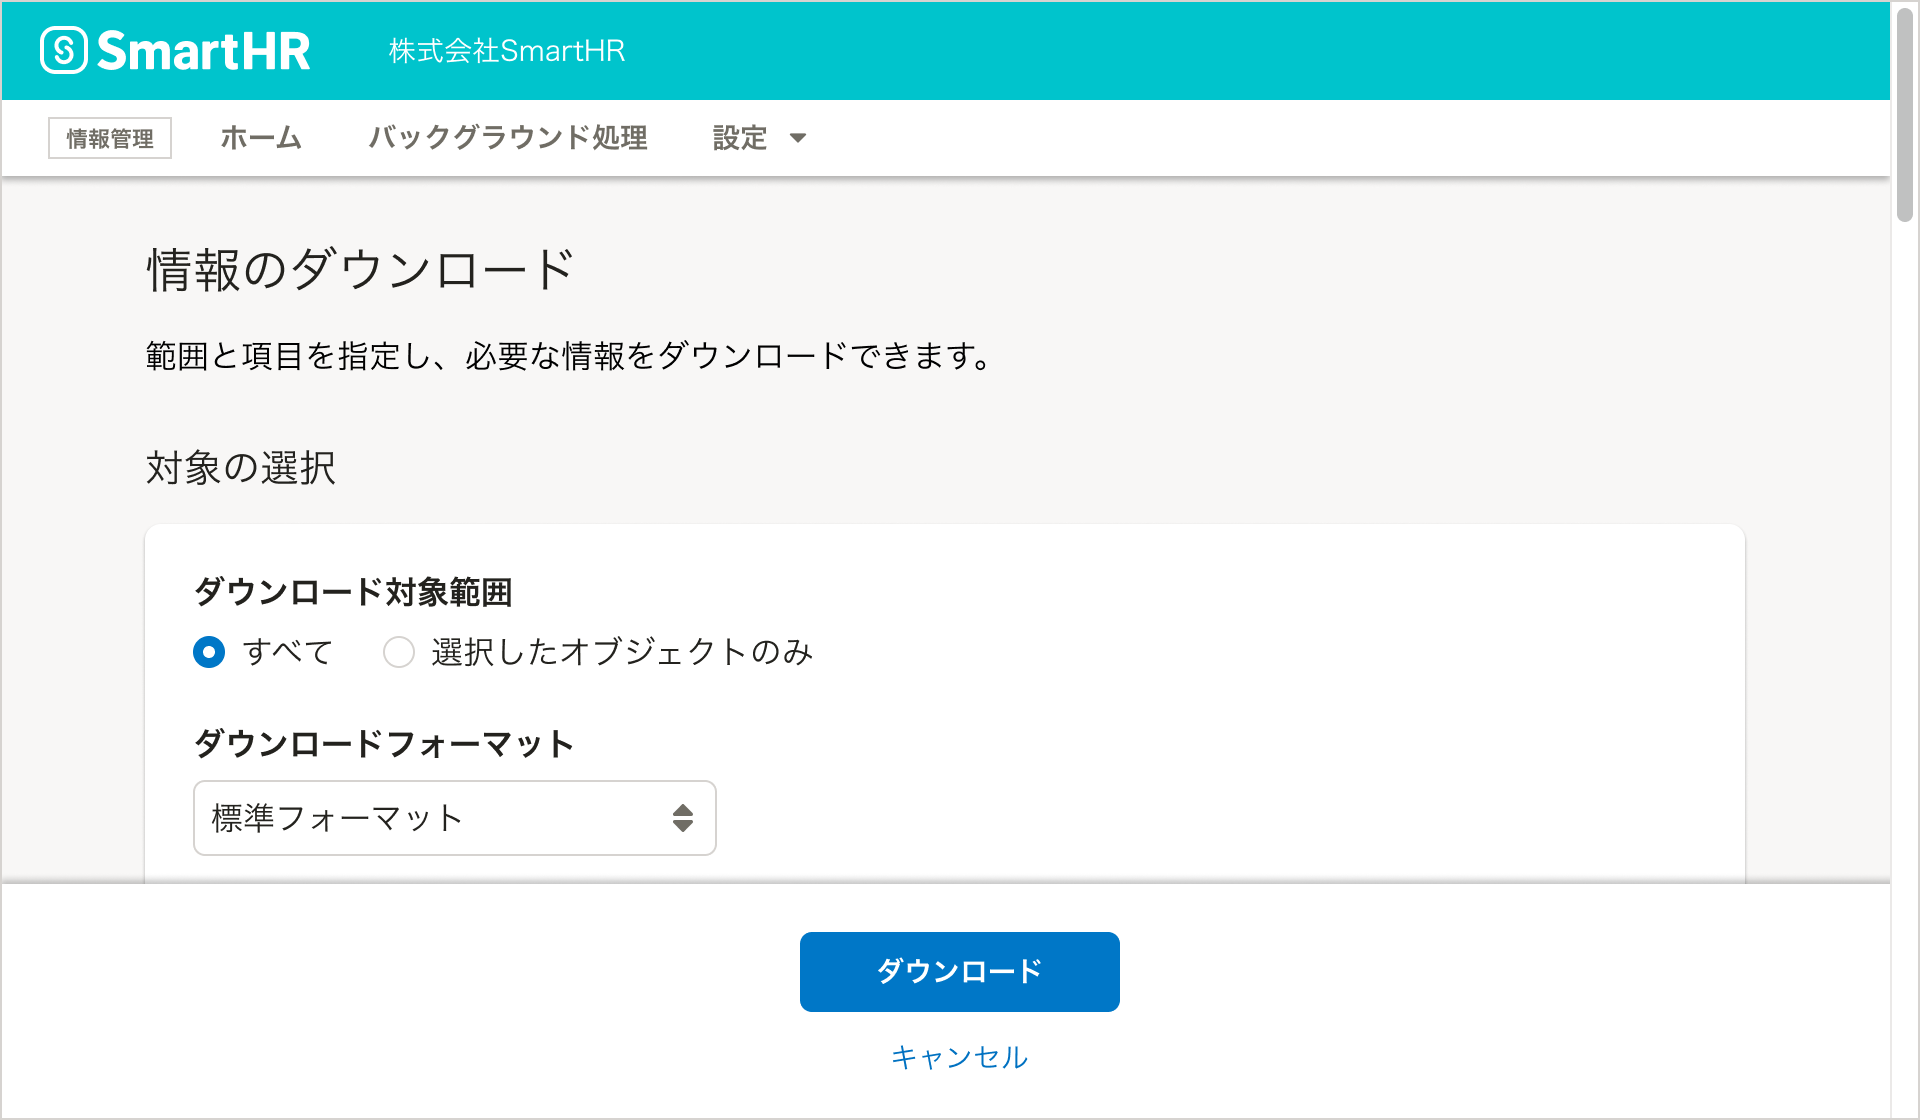 SmartHR 株式会社SmartHR
情報管理 ホーム バックグラウンド処理 設定
情報のダウンロード
範囲と項目を指定し、必要な情報をダウンロードできます。
対象の選択
ダウンロード対象範囲
すべて 選択したオブジェクトのみ
ダウンロードフォーマット
標準フォーマット
ダウンロード
キャンセル